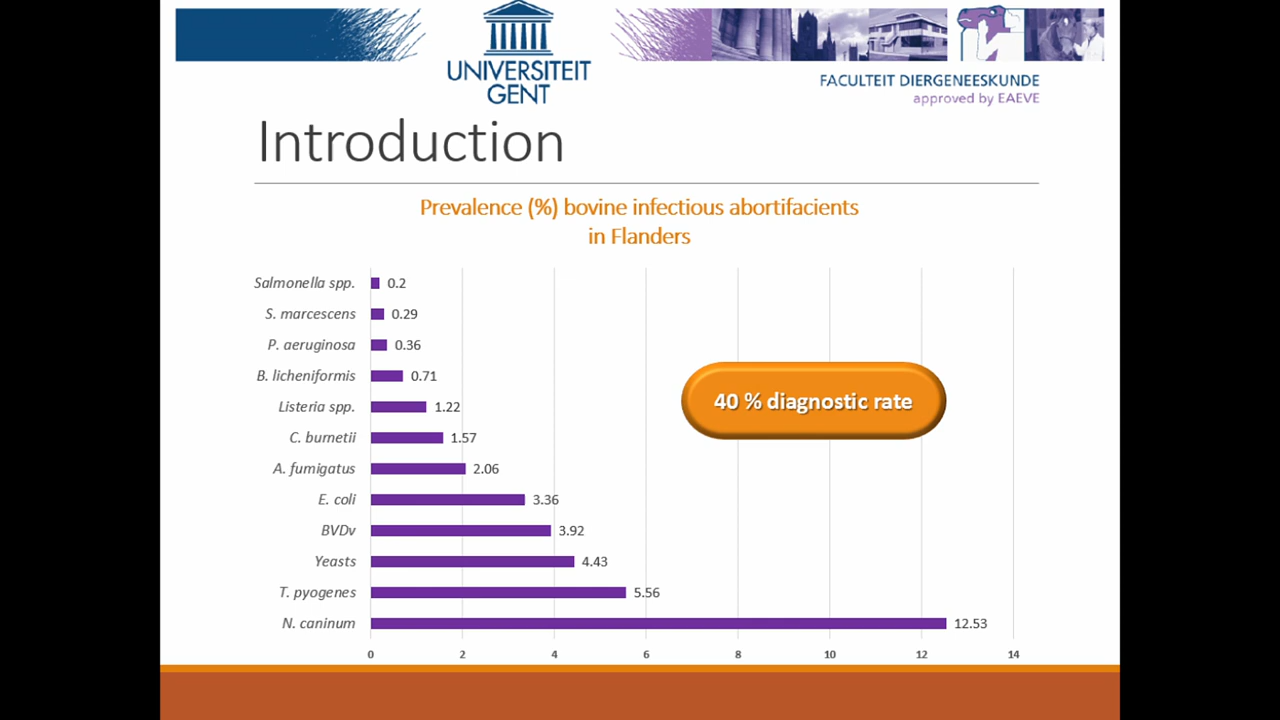 UNIVERSITEIT
GENT
FACULTEIT DIERGENEESKUNDE
approved by EAEVE
Introduction
Prevalence (%) bovine infectious abortifacients
in Flanders
Salmonella spp. 0.2
S. marcescens 0.29
P. aeruginosa 0.36
B. licheniformis 0.71
Listeria spp. 1.22
C. burnetii 1.57
A. fumigatus 2.06
E. coli 3.36
BVDv 3.92
Yeasts 4.43
T. pyogenes 5.56
N. caninum 12.53
0 2 4 6 8 10 12 14
40 % diagnostic rate